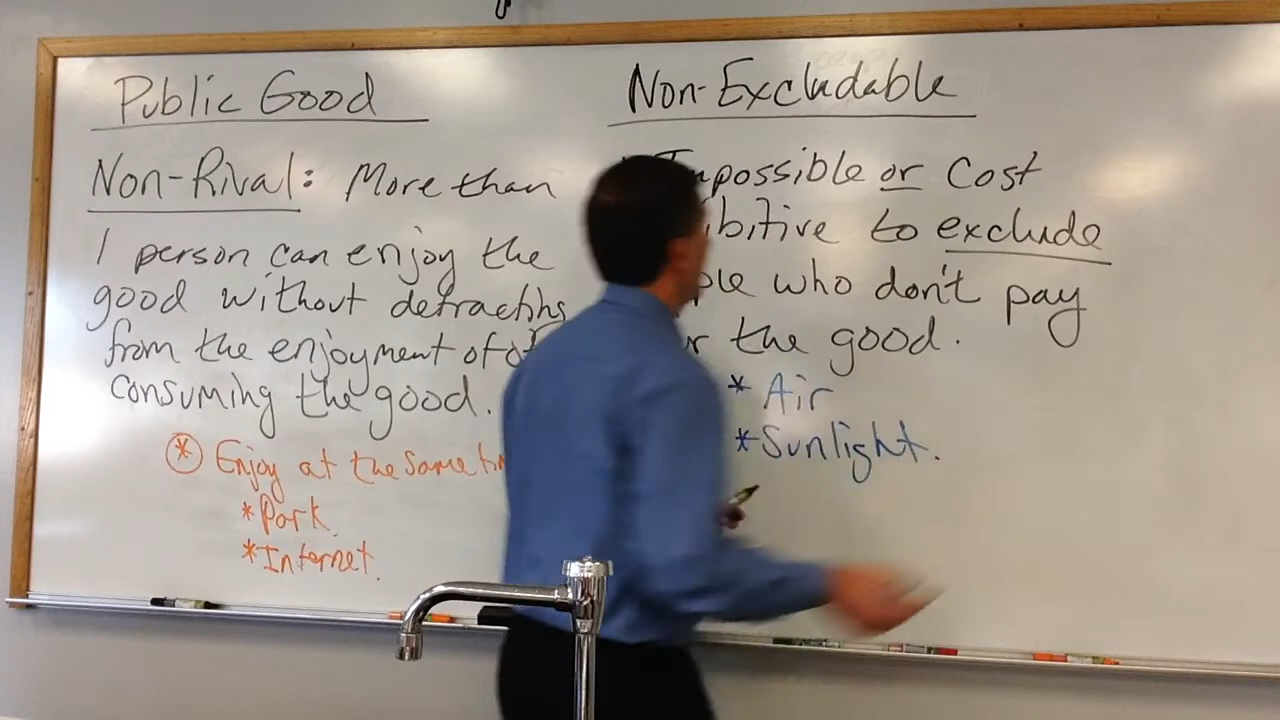 Public Good
Non-Rival: More than
1 person can enjoy the
good without detracting
from the enjoyment of
consuming the good.
* Enjoy at the same
* Park
* Internet.
Non-Excludable
or Cost
to exclude
who don't pay
the good.
* Air
* Sunlight.